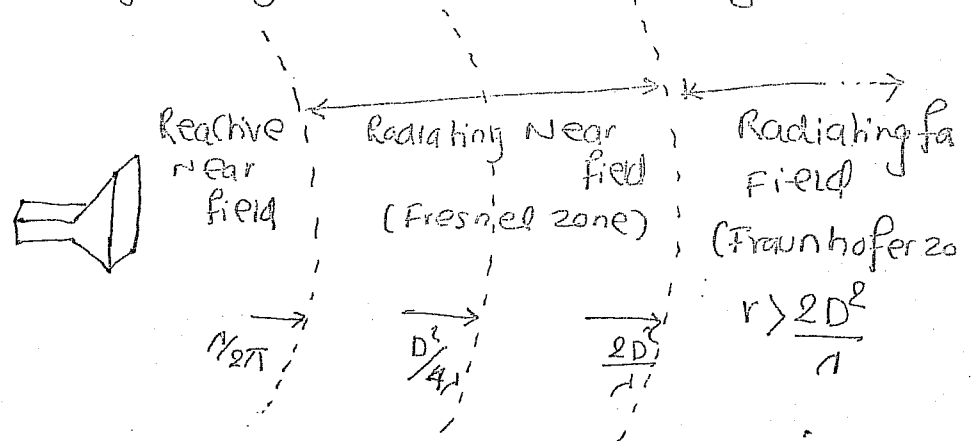 Reactive
Near
field
Radiating Near
field
(Fresnel zone)
Radiating fa
Field
(Fraunhofer zo
r > 2D²/λ
λ/2π
D²/4λ
2D²/λ